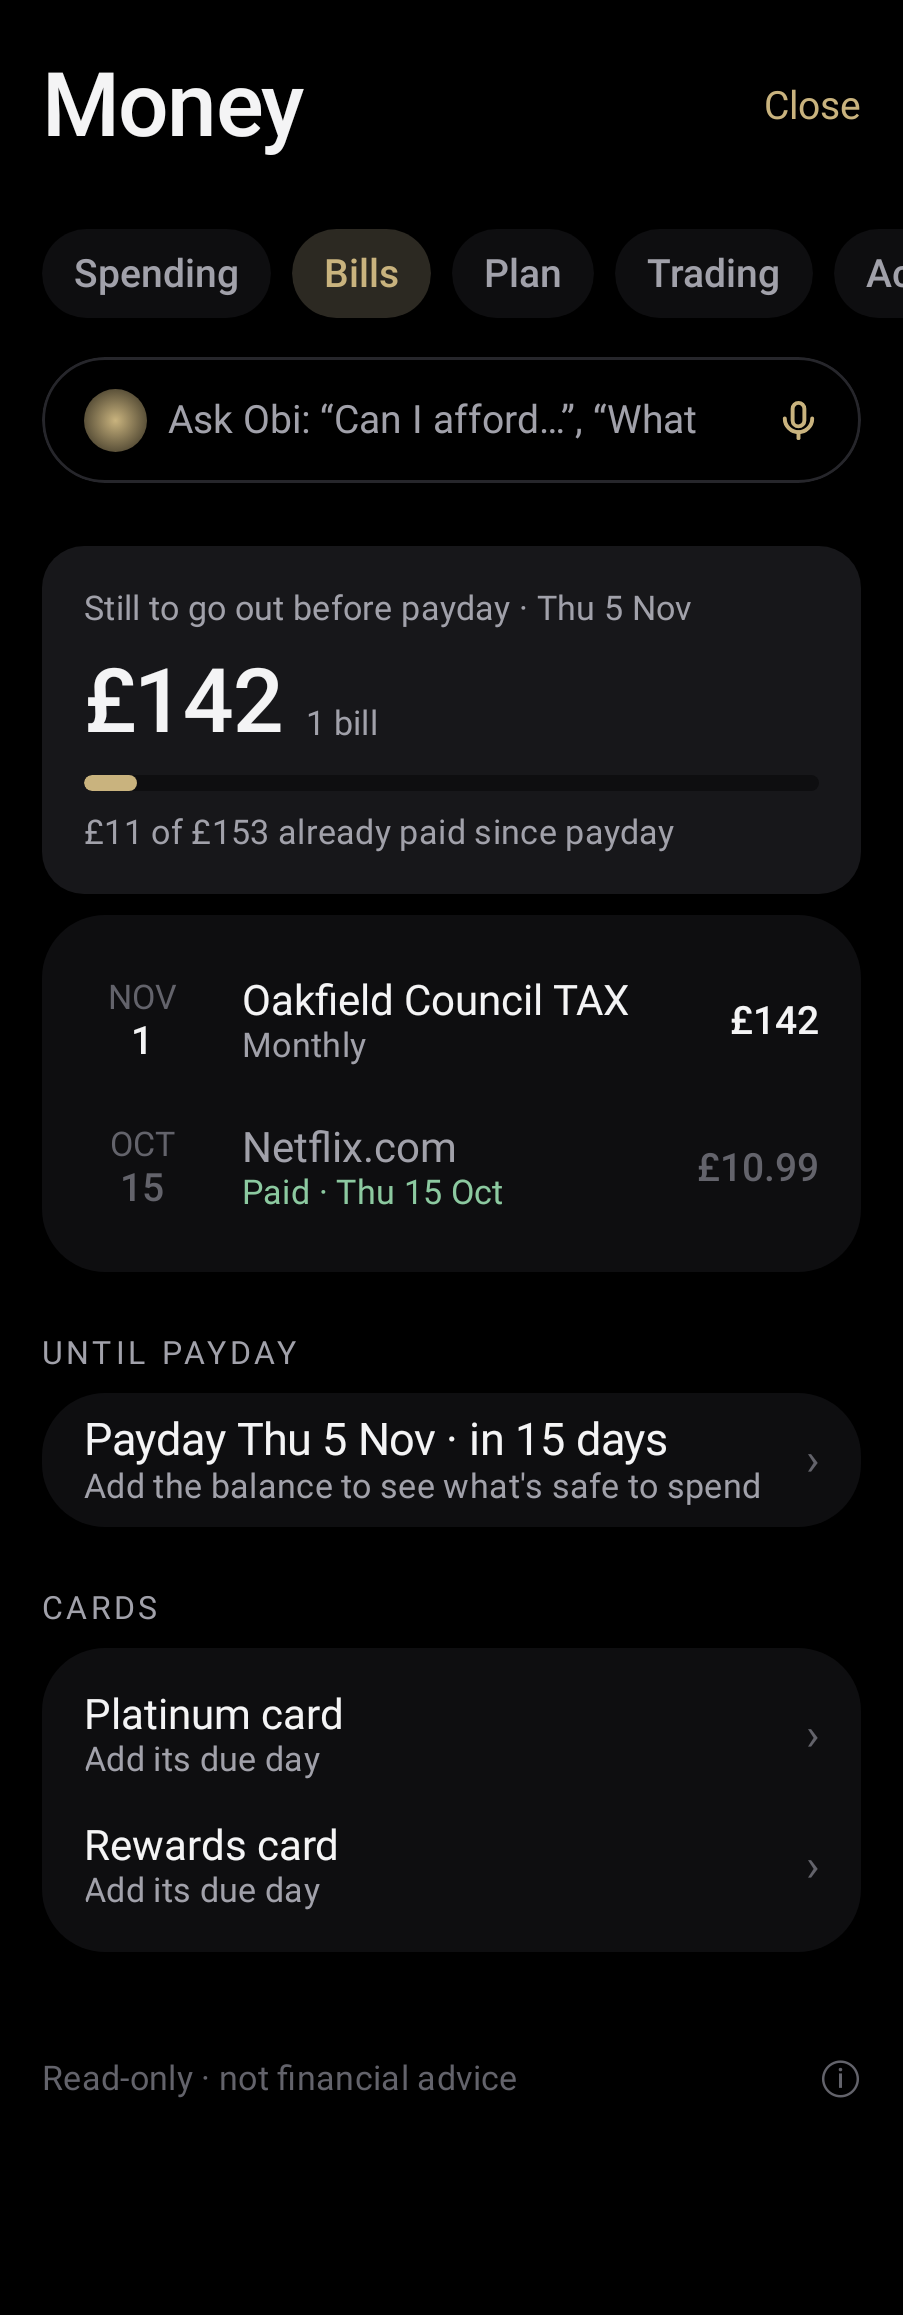 Money
Close
Spending
Bills
Plan
Trading
Ac
Ask Obi: “Can I afford…”, “What
Still to go out before payday · Thu 5 Nov
£142 1 bill
£11 of £153 already paid since payday
NOV
1
Oakfield Council TAX
Monthly
£142
OCT
15
Netflix.com
Paid · Thu 15 Oct
£10.99
UNTIL PAYDAY
Payday Thu 5 Nov · in 15 days
Add the balance to see what's safe to spend
CARDS
Platinum card
Add its due day
Rewards card
Add its due day
Read-only · not financial advice